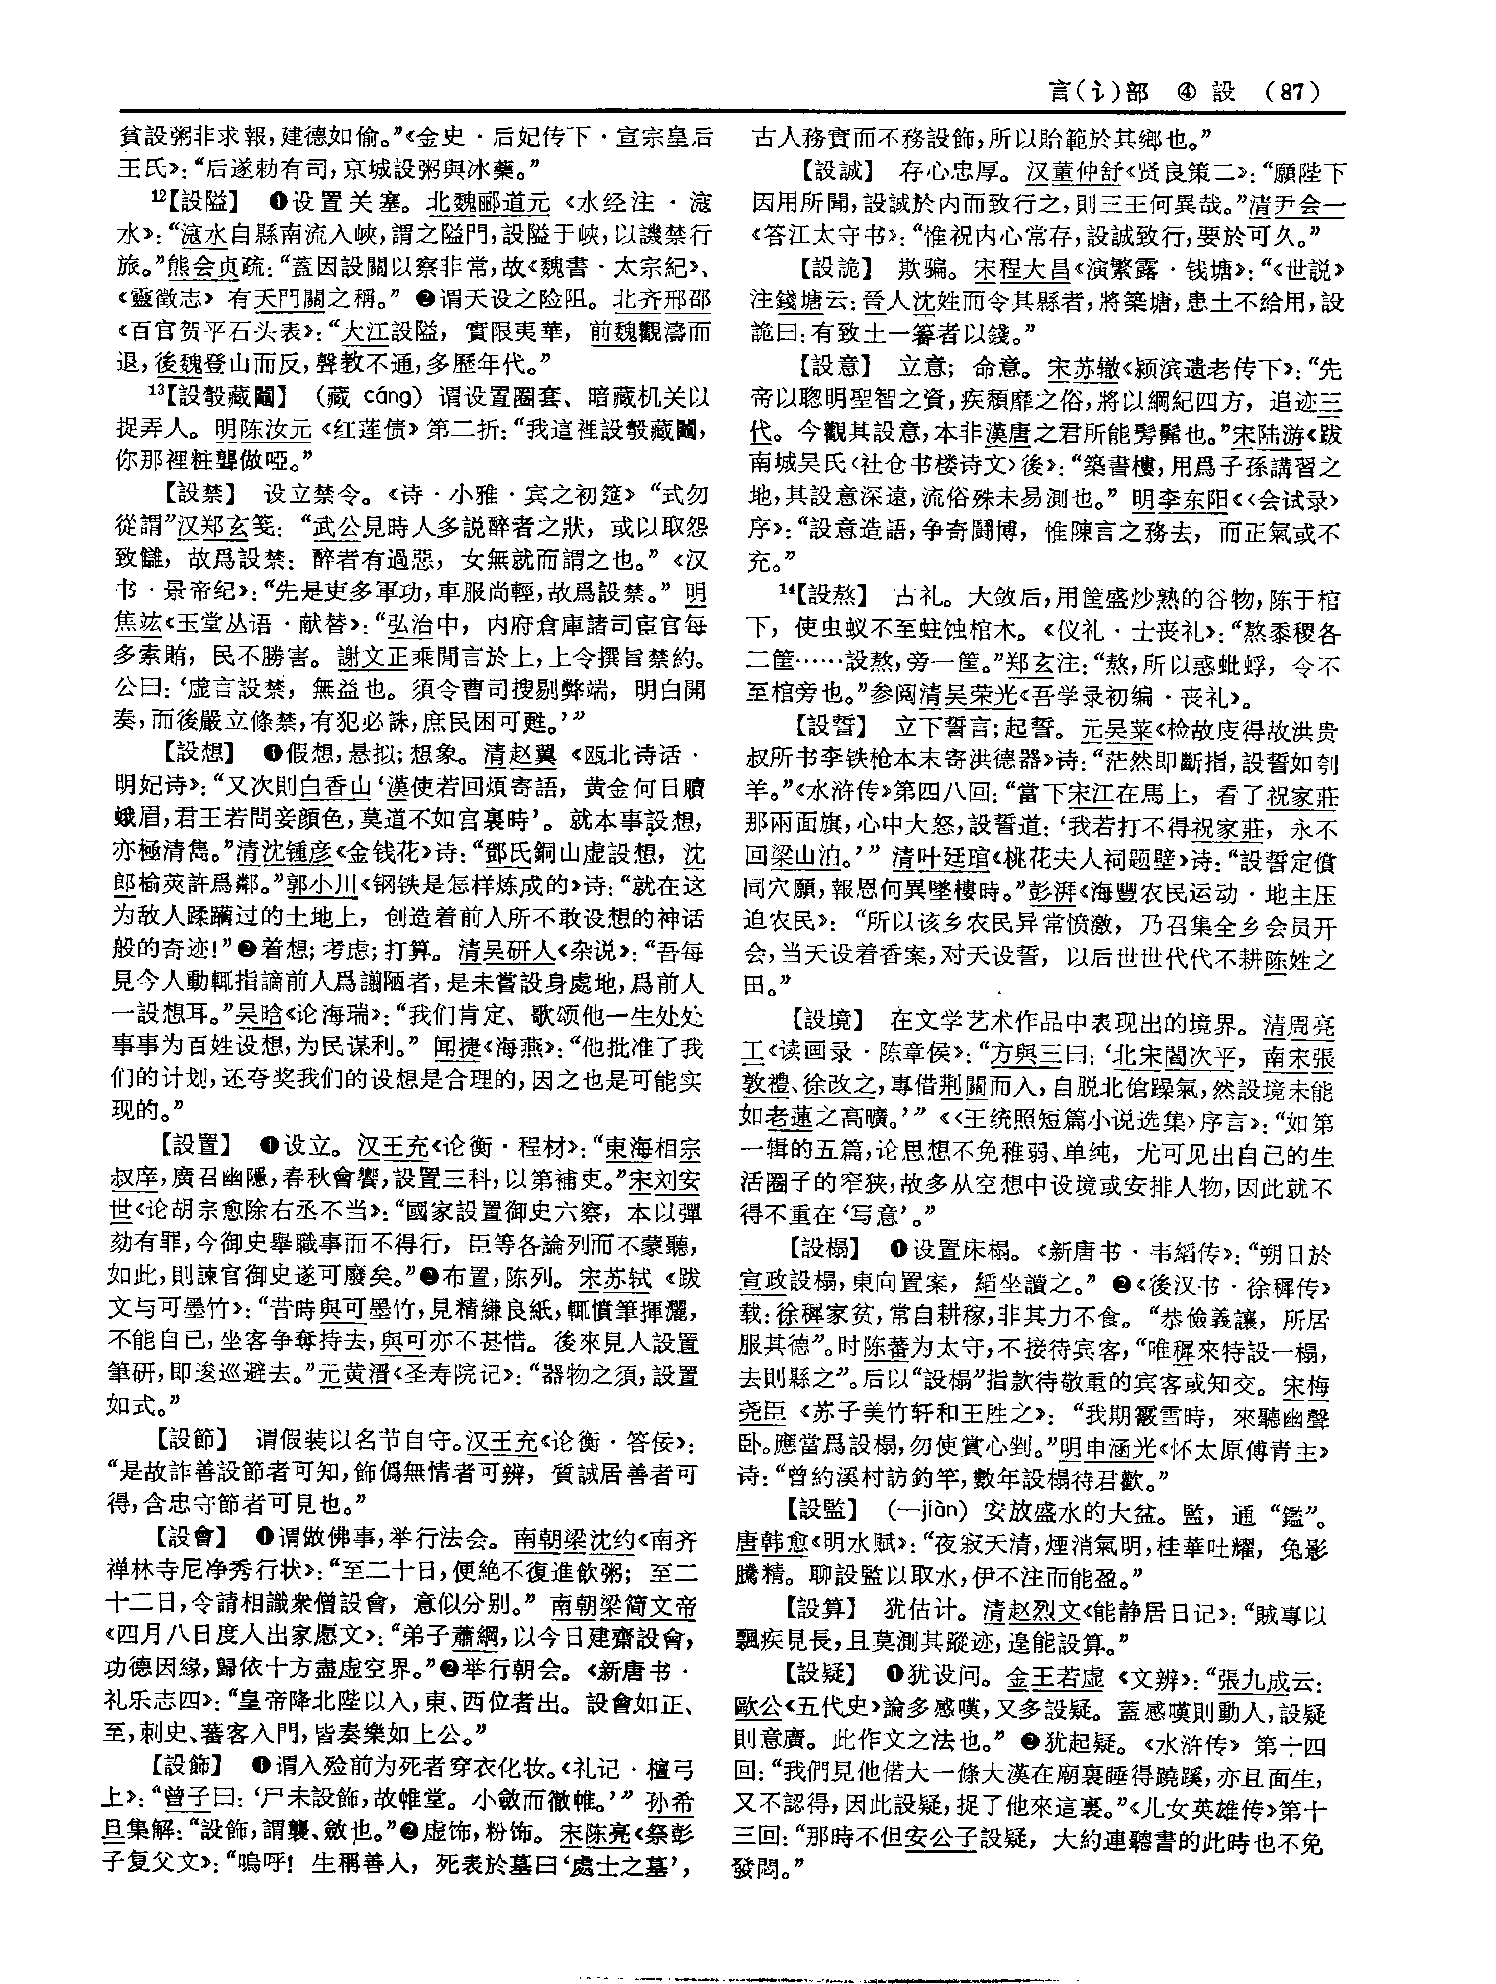 言(讠)部　④　設　(87)
貧設粥非求報，建德如偷。”《金史·后妃传下·宣宗皇后
王氏》：“后遂勅有司，京城設粥與冰藥。”
12【設隘】　❶设置关塞。北魏郦道元《水经注·滱
水》：“滱水自縣南流入峽，謂之隘門，設隘于峽，以譏禁行
旅。”熊会贞疏：“蓋因設關以察非常，故《魏書·太宗紀》、
《靈徵志》有天門關之稱。”❷谓天设之险阻。北齐邢邵
《百官贺平石头表》：“大江設隘，實限夷華，前魏觀濤而
退，後魏登山而反，聲教不通，多歷年代。”
13【設彀藏鬮】　（藏 cáng）谓设置圈套、暗藏机关以
捉弄人。明陈汝元《红莲债》第二折：“我這裡設彀藏鬮，
你那裡粧聾做啞。”
【設禁】　设立禁令。《诗·小雅·宾之初筵》“式勿
從謂”汉郑玄笺：“武公見時人多説醉者之狀，或以取怨
致讎，故爲設禁：醉者有過惡，女無就而謂之也。”《汉
书·景帝纪》：“先是吏多軍功，車服尚輕，故爲設禁。”明
焦竑《玉堂丛语·献替》：“弘治中，内府倉庫諸司宦官每
多索賄，民不勝害。謝文正乘閒言於上，上令撰旨禁約。
公曰：‘虚言設禁，無益也。須令曹司搜剔弊端，明白開
奏，而後嚴立條禁，有犯必誅，庶民困可甦。’”
【設想】　❶假想，悬拟；想象。清赵翼《瓯北诗话·
明妃诗》：“又次則白香山‘漢使若回煩寄語，黄金何日贖
蛾眉，君王若問妾顔色，莫道不如宫裏時’。就本事設想，
亦極清雋。”清沈锺彦《金钱花》诗：“鄧氏銅山虚設想，沈
郎榆莢許爲鄰。”郭小川《钢铁是怎样炼成的》诗：“就在这
为敌人蹂躏过的土地上，创造着前人所不敢设想的神话
般的奇迹！”❷着想；考虑；打算。清吴研人《杂说》：“吾每
見今人動輒指謫前人爲譾陋者，是未嘗設身處地，爲前人
一設想耳。”吴晗《论海瑞》：“我们肯定、歌颂他一生处处
事事为百姓设想，为民谋利。”闻捷《海燕》：“他批准了我
们的计划，还夸奖我们的设想是合理的，因之也是可能实
现的。”
【設置】　❶设立。汉王充《论衡·程材》：“東海相宗
叔庠，廣召幽隱，春秋會饗，設置三科，以第補吏。”宋刘安
世《论胡宗愈除右丞不当》：“國家設置御史六察，本以彈
劾有罪，今御史舉職事而不得行，臣等各論列而不蒙聽，
如此，則諫官御史遂可廢矣。”❷布置，陈列。宋苏轼《跋
文与可墨竹》：“昔時與可墨竹，見精縑良紙，輒憤筆揮灑，
不能自已，坐客争奪持去，與可亦不甚惜。後來見人設置
筆研，即逡巡避去。”元黄溍《圣寿院记》：“器物之須，設置
如式。”
【設節】　谓假装以名节自守。汉王充《论衡·答佞》：
“是故詐善設節者可知，飾僞無情者可辨，質誠居善者可
得，含忠守節者可見也。”
【設會】　❶谓做佛事，举行法会。南朝梁沈约《南齐
禅林寺尼净秀行状》：“至二十日，便絶不復進飲粥；至二
十二日，令請相識衆僧設會，意似分别。”南朝梁简文帝
《四月八日度人出家愿文》：“弟子蕭綱，以今日建齋設會，
功德因緣，歸依十方盡虚空界。”❷举行朝会。《新唐书·
礼乐志四》：“皇帝降北陛以入，東、西位者出。設會如正、
至，刺史、蕃客入門，皆奏樂如上公。”
【設飾】　❶谓入殓前为死者穿衣化妆。《礼记·檀弓
上》：“曾子曰：‘尸未設飾，故帷堂。小斂而徹帷。’”孙希
旦集解：“設飾，謂襲、斂也。”❷虚饰，粉饰。宋陈亮《祭彭
子复父文》：“嗚呼！生稱善人，死表於墓曰‘處士之墓’，
古人務實而不務設飾，所以貽範於其鄉也。”
【設誠】　存心忠厚。汉董仲舒《贤良策二》：“願陛下
因用所聞，設誠於内而致行之，則三王何異哉。”清尹会一
《答江太守书》：“惟祝内心常存，設誠致行，要於可久。”
【設詭】　欺骗。宋程大昌《演繁露·钱塘》：“《世説》
注錢塘云：晉人沈姓而令其縣者，將築塘，患土不給用，設
詭曰：有致土一畚者以錢。”
【設意】　立意；命意。宋苏辙《颍滨遗老传下》：“先
帝以聰明聖智之資，疾頽靡之俗，將以綱紀四方，追迹三
代。今觀其設意，本非漢唐之君所能髣髴也。”宋陆游《跋
南城吴氏〈社仓书楼诗文〉後》：“築書樓，用爲子孫講習之
地，其設意深遠，流俗殊未易測也。”明李东阳《〈会试录〉
序》：“設意造語，争奇鬭博，惟陳言之務去，而正氣或不
充。”
14【設熬】　古礼。大敛后，用筐盛炒熟的谷物，陈于棺
下，使虫蚁不至蛀蚀棺木。《仪礼·士丧礼》：“熬黍稷各
二筐……設熬，旁一筐。”郑玄注：“熬，所以惑蚍蜉，令不
至棺旁也。”参阅清吴荣光《吾学录初编·丧礼》。
【設誓】　立下誓言；起誓。元吴莱《检故庋得故洪贵
叔所书李铁枪本末寄洪德器》诗：“茫然即斷指，設誓如刳
羊。”《水浒传》第四八回：“當下宋江在馬上，看了祝家莊
那兩面旗，心中大怒，設誓道：‘我若打不得祝家莊，永不
回梁山泊。’”清叶廷琯《桃花夫人祠题壁》诗：“設誓定償
同穴願，報恩何異墜樓時。”彭湃《海豐农民运动·地主压
迫农民》：“所以该乡农民异常愤激，乃召集全乡会员开
会，当天设着香案，对天设誓，以后世世代代不耕陈姓之
田。”
【設境】　在文学艺术作品中表现出的境界。清周亮
工《读画录·陈章侯》：“方與三曰：‘北宋閻次平，南宋張
敦禮、徐改之，專借荆關而入，自脱北傖躁氣，然設境未能
如老蓮之高曠。’”《〈王统照短篇小说选集〉序言》：“如第
一辑的五篇，论思想不免稚弱、单纯，尤可见出自己的生
活圈子的窄狭，故多从空想中设境或安排人物，因此就不
得不重在‘写意’。”
【設榻】　❶设置床榻。《新唐书·韦縚传》：“朔日於
宣政設榻，東向置案，縚坐讀之。”❷《後汉书·徐穉传》
载：徐穉家贫，常自耕稼，非其力不食。“恭儉義讓，所居
服其德”。时陈蕃为太守，不接待宾客，“唯穉來特設一榻，
去則縣之”。后以“設榻”指款待敬重的宾客或知交。宋梅
尧臣《苏子美竹轩和王胜之》：“我期霰雪時，來聽幽聲
卧。應當爲設榻，勿使賞心剉。”明申涵光《怀太原傅青主》
诗：“曾約溪村訪釣竿，數年設榻待君歡。”
【設監】　（—jiàn）安放盛水的大盆。監，通“鑑”。
唐韩愈《明水赋》：“夜寂天清，煙消氣明，桂華吐耀，兔影
騰精。聊設監以取水，伊不注而能盈。”
【設算】　犹估计。清赵烈文《能静居日记》：“賊專以
飄疾見長，且莫測其蹤迹，遑能設算。”
【設疑】　❶犹设问。金王若虚《文辨》：“張九成云：
歐公《五代史》論多感嘆，又多設疑。蓋感嘆則動人，設疑
則意廣。此作文之法也。”❷犹起疑。《水浒传》第十四
回：“我們見他偌大一條大漢在廟裏睡得蹺蹊，亦且面生，
又不認得，因此設疑，捉了他來這裏。”《儿女英雄传》第十
三回：“那時不但安公子設疑，大約連聽書的此時也不免
發悶。”